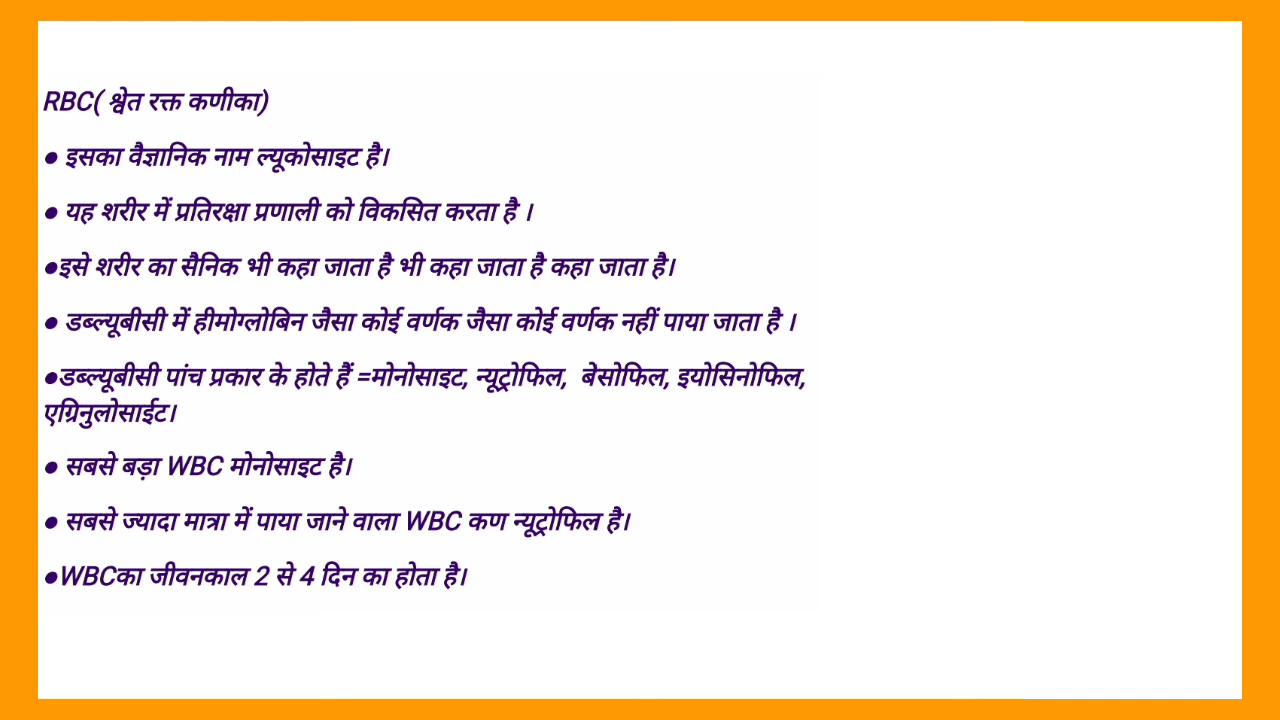 RBC( श्वेत रक्त कणीका)
● इसका वैज्ञानिक नाम ल्यूकोसाइट है।
● यह शरीर में प्रतिरक्षा प्रणाली को विकसित करता है ।
●इसे शरीर का सैनिक भी कहा जाता है भी कहा जाता है कहा जाता है।
● डब्ल्यूबीसी में हीमोग्लोबिन जैसा कोई वर्णक जैसा कोई वर्णक नहीं पाया जाता है ।
●डब्ल्यूबीसी पांच प्रकार के होते हैं =मोनोसाइट, न्यूट्रोफिल,  बेसोफिल, इयोसिनोफिल,
एग्रिनुलोसाईट।
● सबसे बड़ा WBC मोनोसाइट है।
● सबसे ज्यादा मात्रा में पाया जाने वाला WBC कण न्यूट्रोफिल है।
●WBCका जीवनकाल 2 से 4 दिन का होता है।